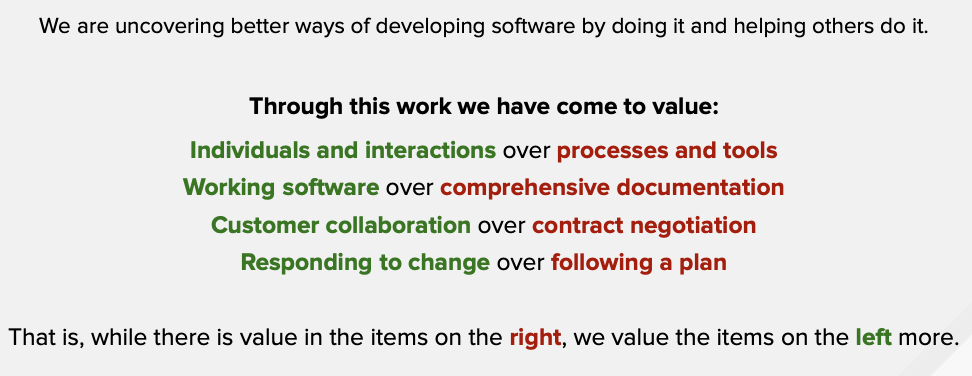 We are uncovering better ways of developing software by doing it and helping others do it.
Through this work we have come to value:
Individuals and interactions over processes and tools
Working software over comprehensive documentation
Customer collaboration over contract negotiation
Responding to change over following a plan
That is, while there is value in the items on the right, we value the items on the left more.